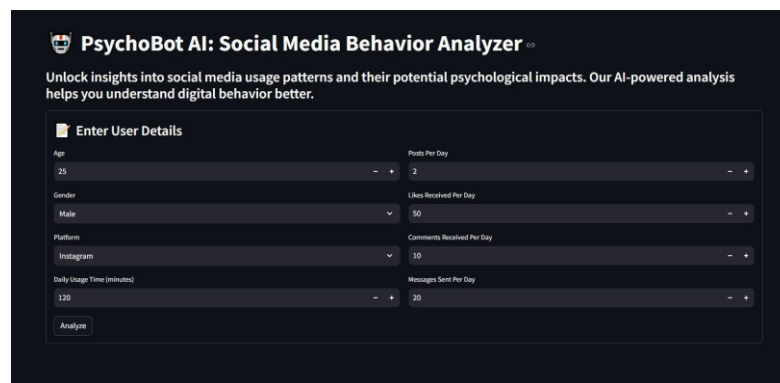 PsychoBot AI: Social Media Behavior Analyzer
Unlock insights into social media usage patterns and their potential psychological impacts. Our AI-powered analysis
helps you understand digital behavior better.
Enter User Details
Age
25
Gender
Male
Platform
Instagram
Daily Usage Time (minutes)
120
Analyze
Posts Per Day
2
Likes Received Per Day
50
Comments Received Per Day
10
Messages Sent Per Day
20